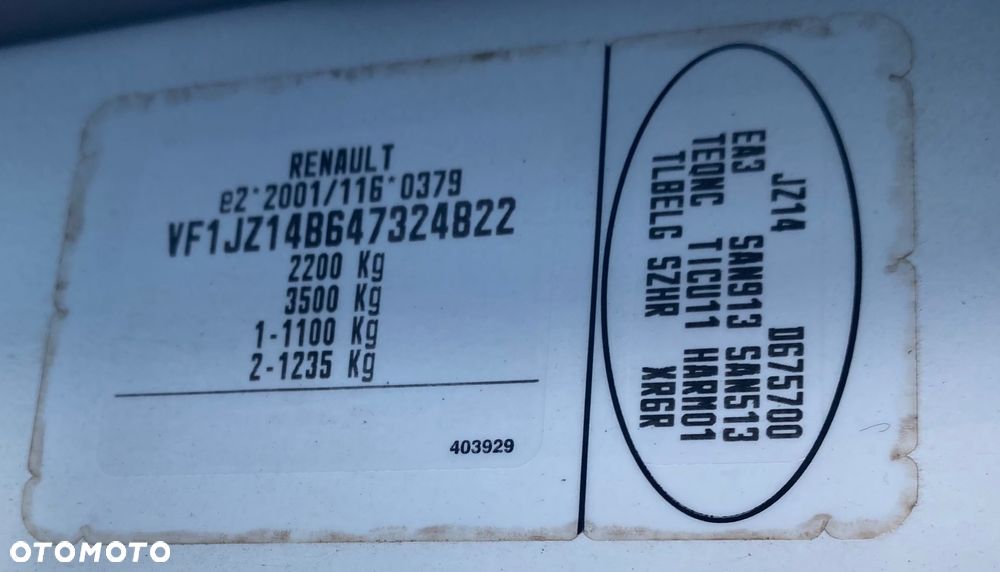 RENAULT
e2*2001/116*0379
VF1JZ14B647324822
2200 Kg
3500 Kg
1-1100 Kg
2-1235 Kg
403929
JZ14 D675700
EA3 SAN913 SAN513
TEQNC TICU11 HARM01
TLBELG SZHR XR6R
OTOMOTO